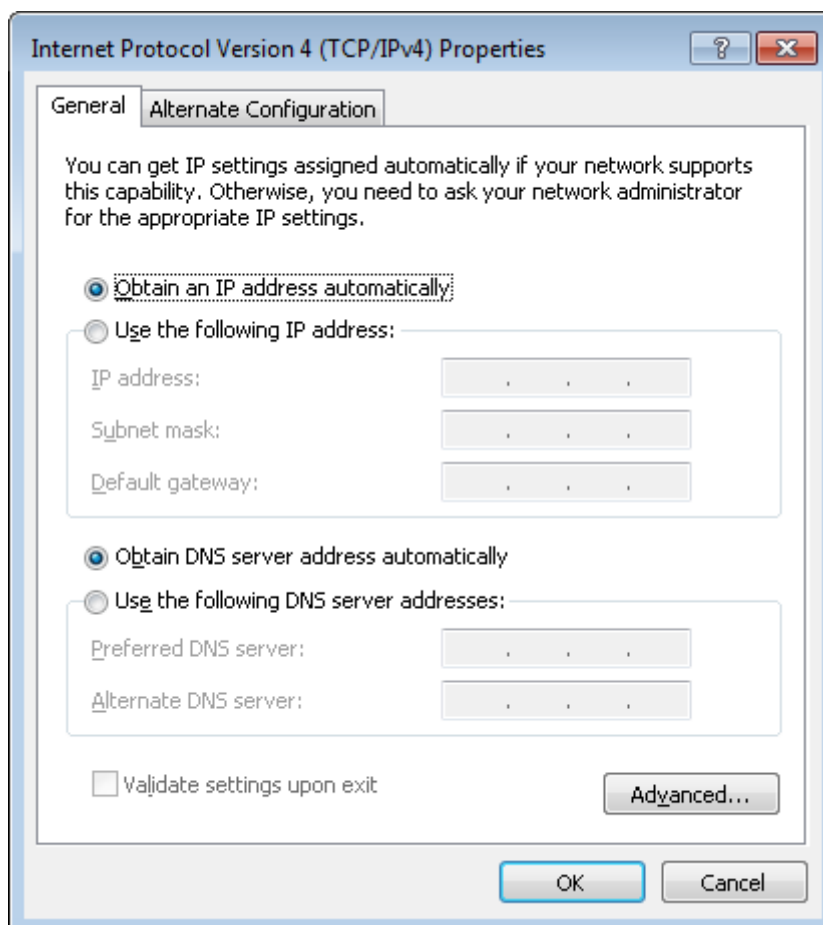 Internet Protocol Version 4 (TCP/IPv4) Properties
General
Alternate Configuration
You can get IP settings assigned automatically if your network supports
this capability. Otherwise, you need to ask your network administrator
for the appropriate IP settings.
Obtain an IP address automatically
Use the following IP address:
IP address:
. . .
Subnet mask:
. . .
Default gateway:
. . .
Obtain DNS server address automatically
Use the following DNS server addresses:
Preferred DNS server:
. . .
Alternate DNS server:
. . .
Validate settings upon exit
Advanced...
OK
Cancel